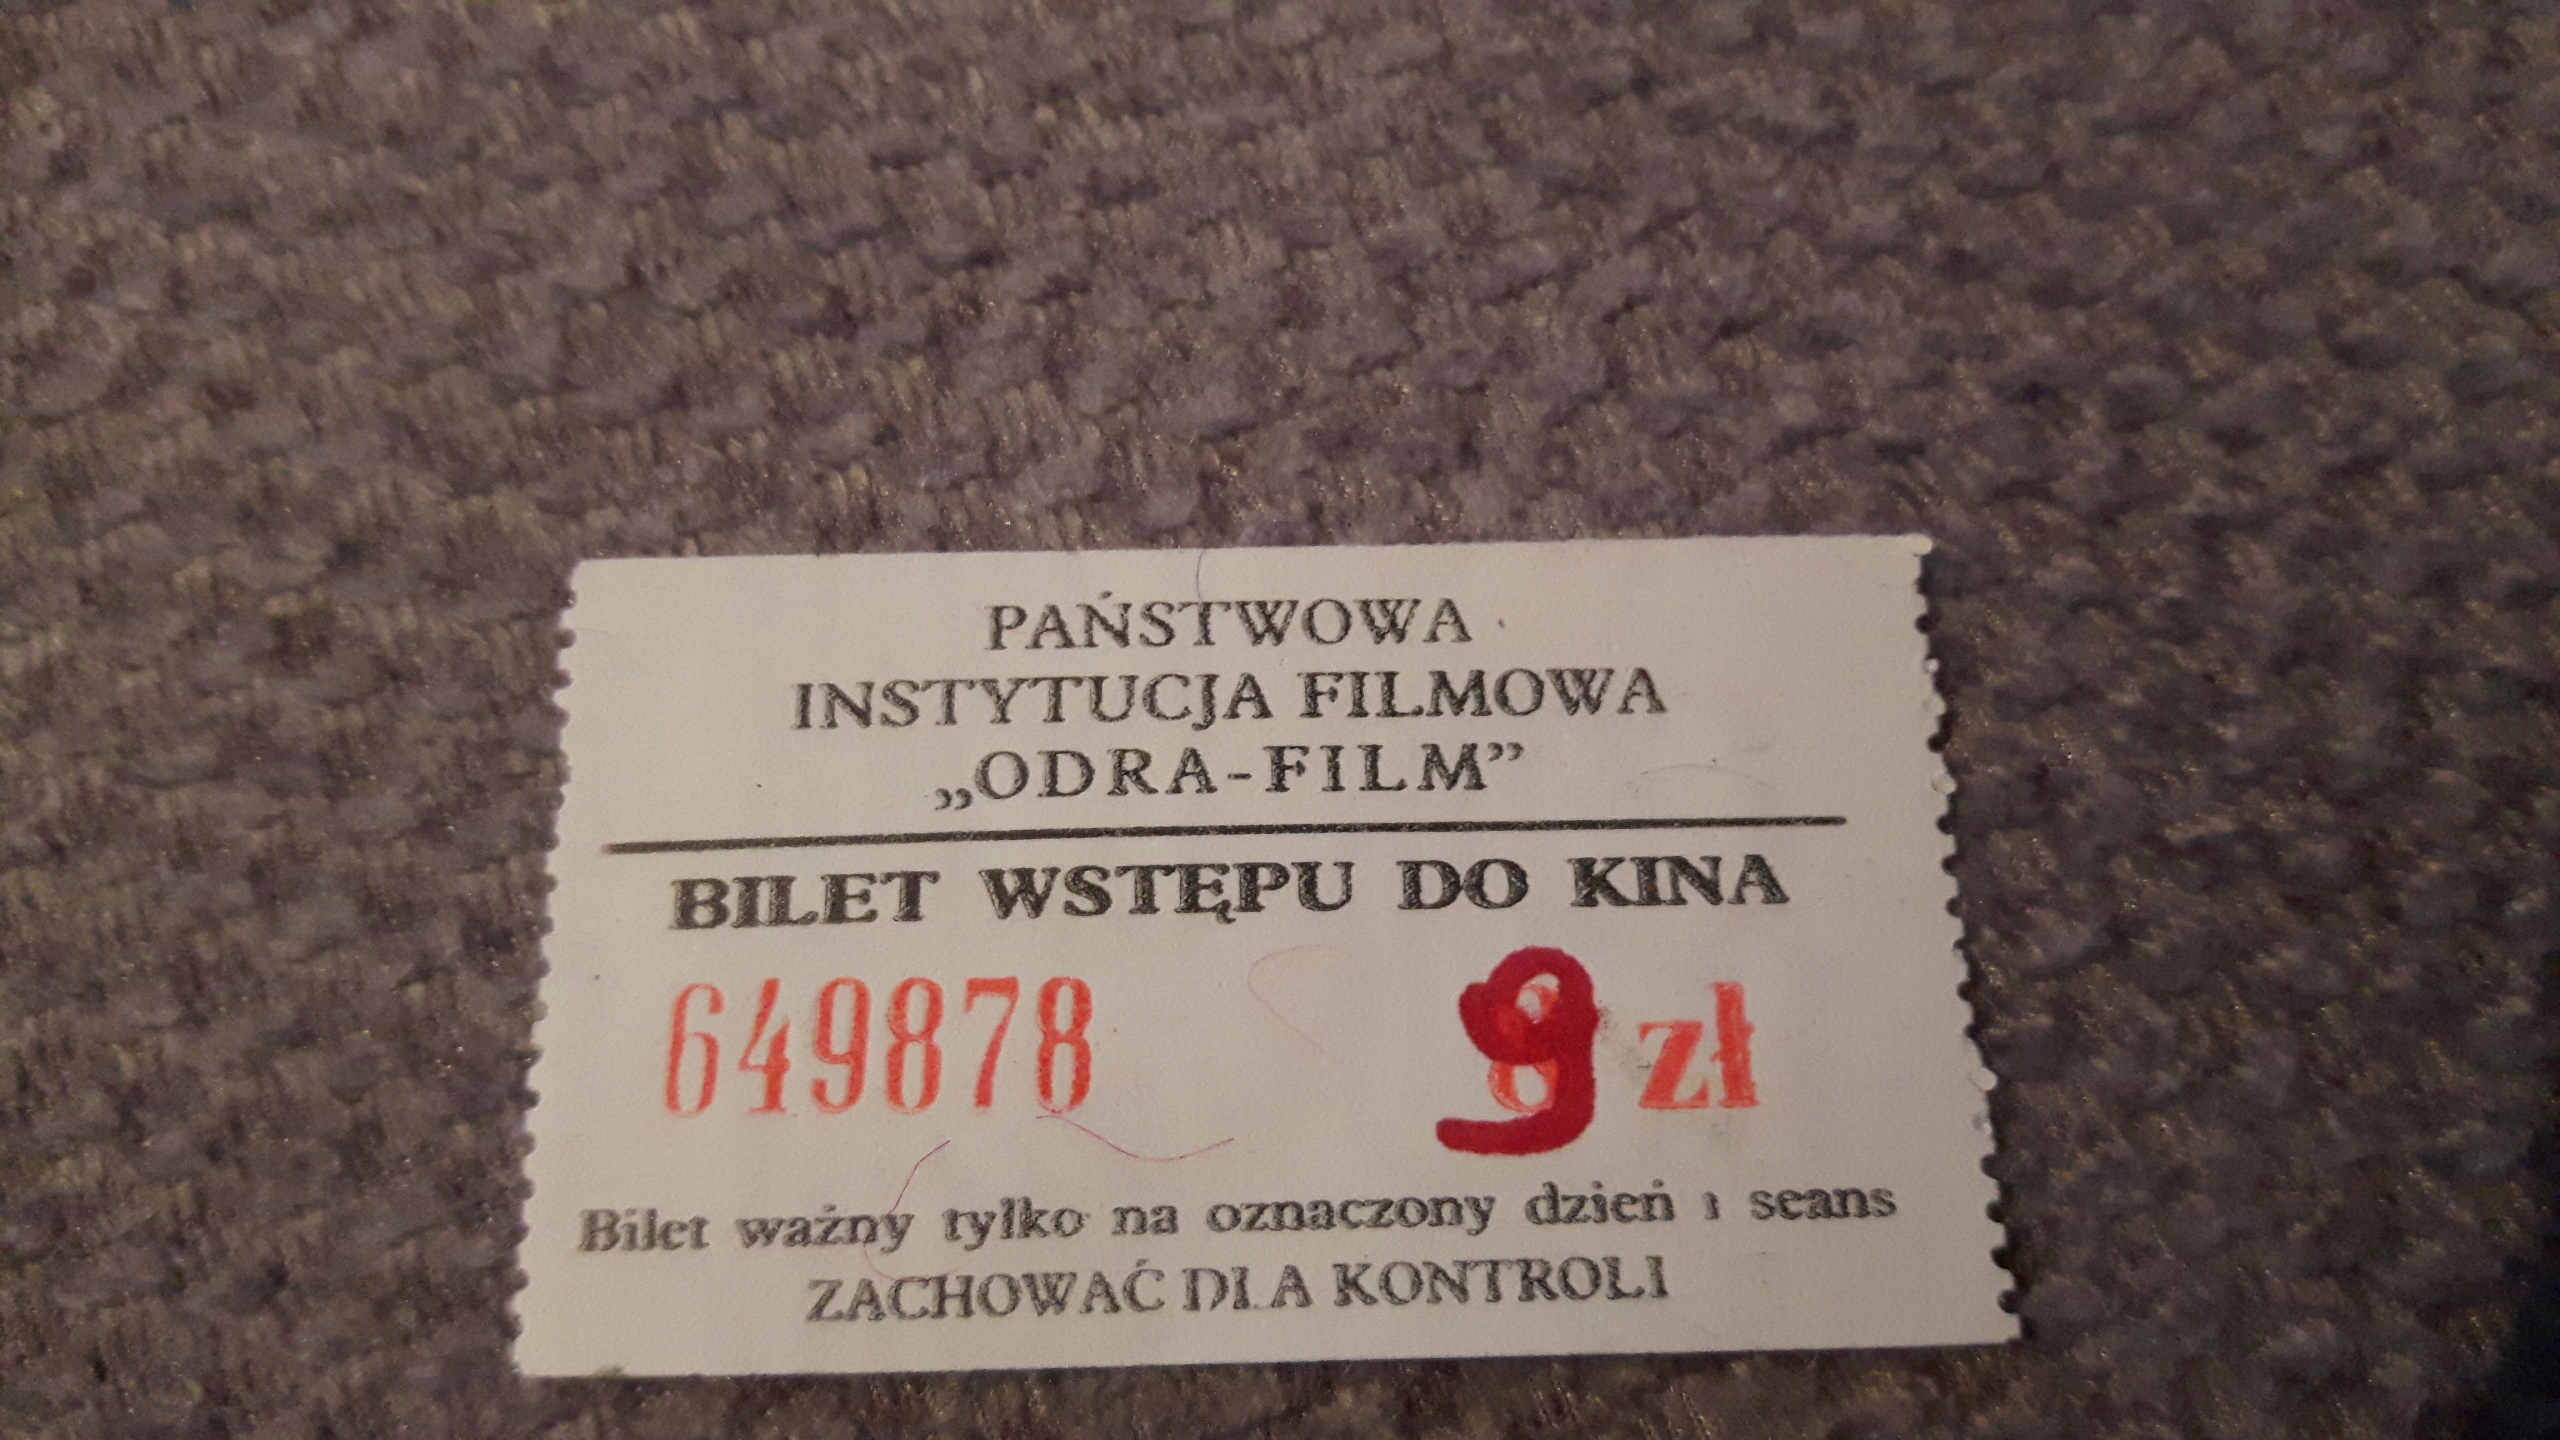 PAŃSTWOWA
INSTYTUCJA FILMOWA
„ODRA-FILM”
BILET WSTĘPU DO KINA
649878 9 zł
Bilet ważny tylko na oznaczony dzień i seans
ZACHOWAĆ DLA KONTROLI